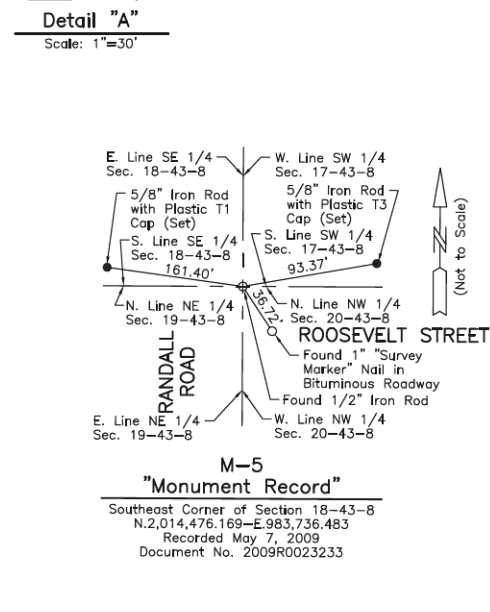 Detail "A"
Scale: 1"=30'
E. Line SE 1/4
Sec. 18-43-8
W. Line SW 1/4
Sec. 17-43-8
5/8" Iron Rod
with Plastic T1
Cap (Set)
5/8" Iron Rod
with Plastic T3
Cap (Set)
S. Line SE 1/4
Sec. 18-43-8
S. Line SW 1/4
Sec. 17-43-8
161.40'
93.37'
36.72'
N. Line NE 1/4
Sec. 19-43-8
N. Line NW 1/4
Sec. 20-43-8
N
(Not to Scale)
ROOSEVELT STREET
RANDALL
ROAD
Found 1" "Survey
Marker" Nail in
Bituminous Roadway
Found 1/2" Iron Rod
E. Line NE 1/4
Sec. 19-43-8
W. Line NW 1/4
Sec. 20-43-8
M-5
"Monument Record"
Southeast Corner of Section 18-43-8
N.2,014,476.169-E.983,736.483
Recorded May 7, 2009
Document No. 2009R0023233